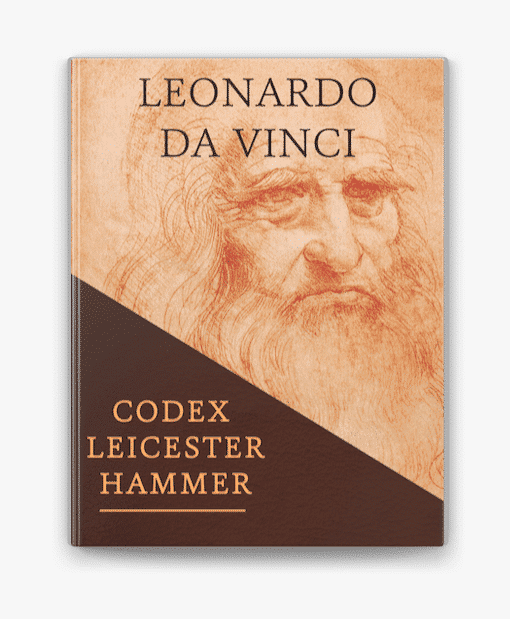 LEONARDO
DA VINCI
CODEX
LEICESTER
HAMMER